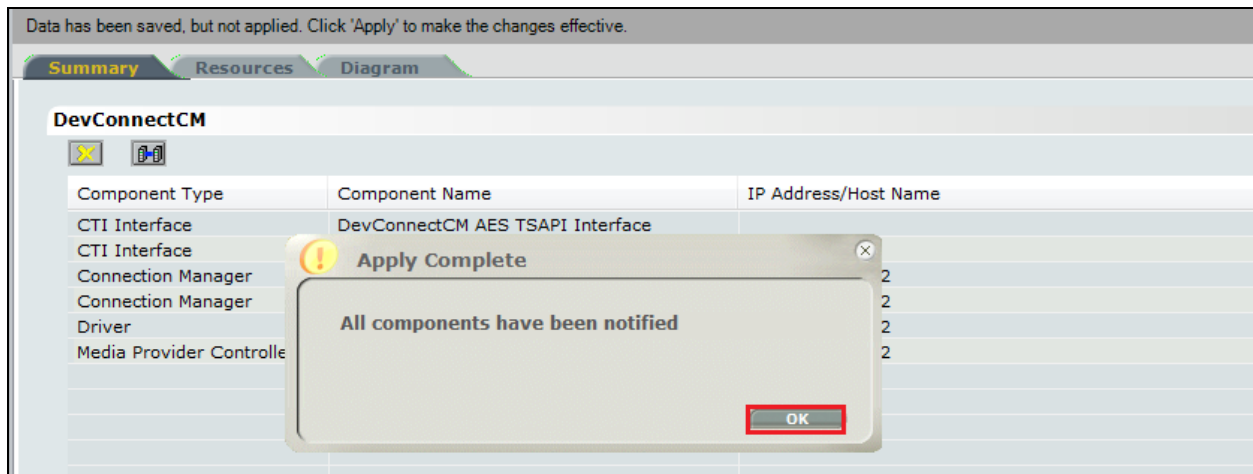 Data has been saved, but not applied. Click 'Apply' to make the changes effective.
Summary Resources Diagram
DevConnectCM
Component Type Component Name IP Address/Host Name
CTI Interface DevConnectCM AES TSAPI Interface
CTI Interface
Apply Complete
Connection Manager 2
Connection Manager 2
All components have been notified
Driver 2
Media Provider Controlle 2
OK